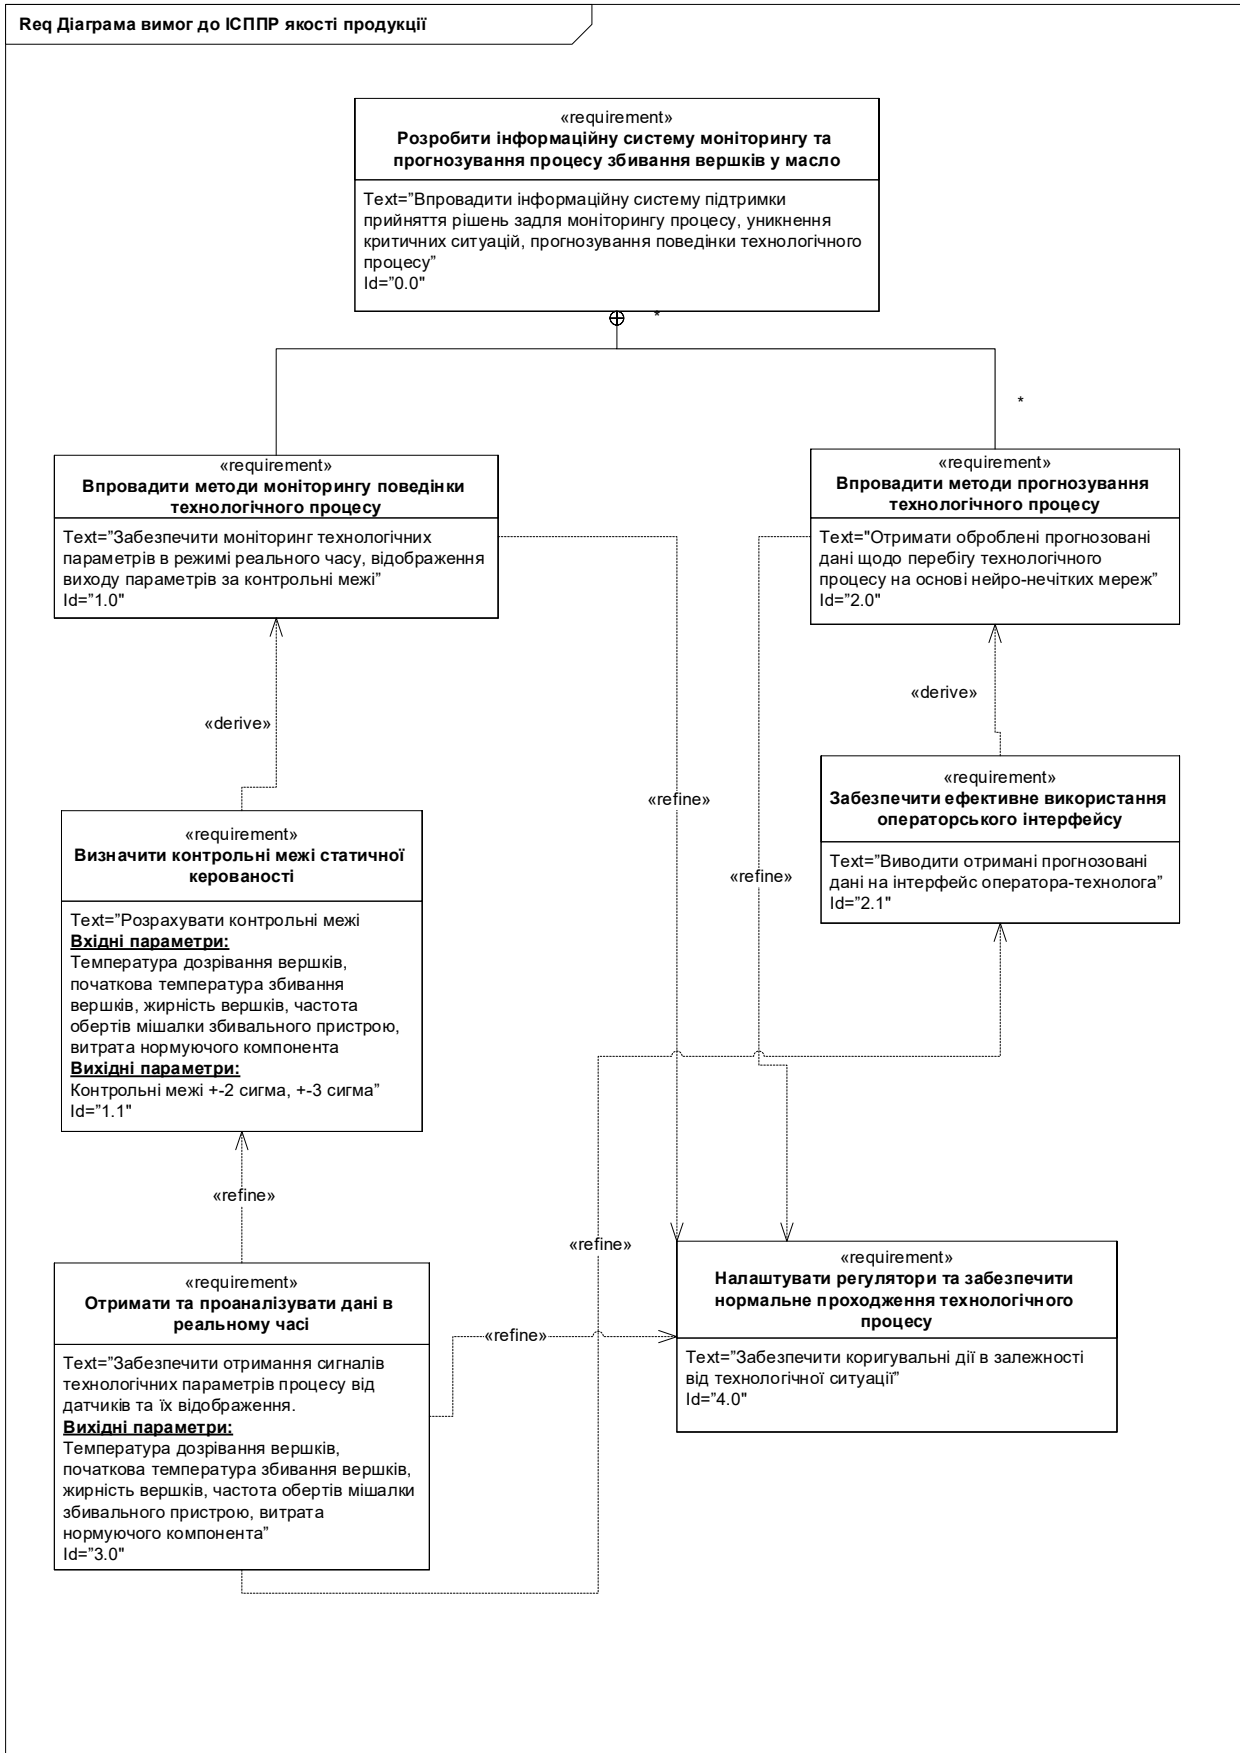 Req Діаграма вимог до ІСППР якості продукції
«requirement»
Розробити інформаційну систему моніторингу та
прогнозування процесу збивання вершків у масло
Text=”Впровадити інформаційну систему підтримки
прийняття рішень задля моніторингу процесу, уникнення
критичних ситуацій, прогнозування поведінки технологічного
процесу”
Id=”0.0"
*
*
«requirement»
Впровадити методи моніторингу поведінки
технологічного процесу
Text=”Забезпечити моніторинг технологічних
параметрів в режимі реального часу, відображення
виходу параметрів за контрольні межі”
Id=”1.0"
«requirement»
Впровадити методи прогнозування
технологічного процесу
Text="Отримати оброблені прогнозовані
дані щодо перебігу технологічного
процесу на основі нейро-нечітких мереж”
Id=”2.0"
«derive»
«derive»
«refine»
«refine»
«requirement»
Забезпечити ефективне використання
операторського інтерфейсу
Text=”Виводити отримані прогнозовані
дані на інтерфейс оператора-технолога”
Id=”2.1"
«requirement»
Визначити контрольні межі статичної
керованості
Text=”Розрахувати контрольні межі
Вхідні параметри:
Температура дозрівання вершків,
початкова температура збивання
вершків, жирність вершків, частота
обертів мішалки збивального пристрою,
витрата нормуючого компонента
Вихідні параметри:
Контрольні межі +-2 сигма, +-3 сигма”
Id=”1.1"
«refine»
«refine»
«refine»
«requirement»
Отримати та проаналізувати дані в
реальному часі
Text=”Забезпечити отримання сигналів
технологічних параметрів процесу від
датчиків та їх відображення.
Вихідні параметри:
Температура дозрівання вершків,
початкова температура збивання вершків,
жирність вершків, частота обертів мішалки
збивального пристрою, витрата
нормуючого компонента”
Id=”3.0"
«requirement»
Налаштувати регулятори та забезпечити
нормальне проходження технологічного
процесу
Text=”Забезпечити коригувальні дії в залежності
від технологічної ситуації”
Id=”4.0"